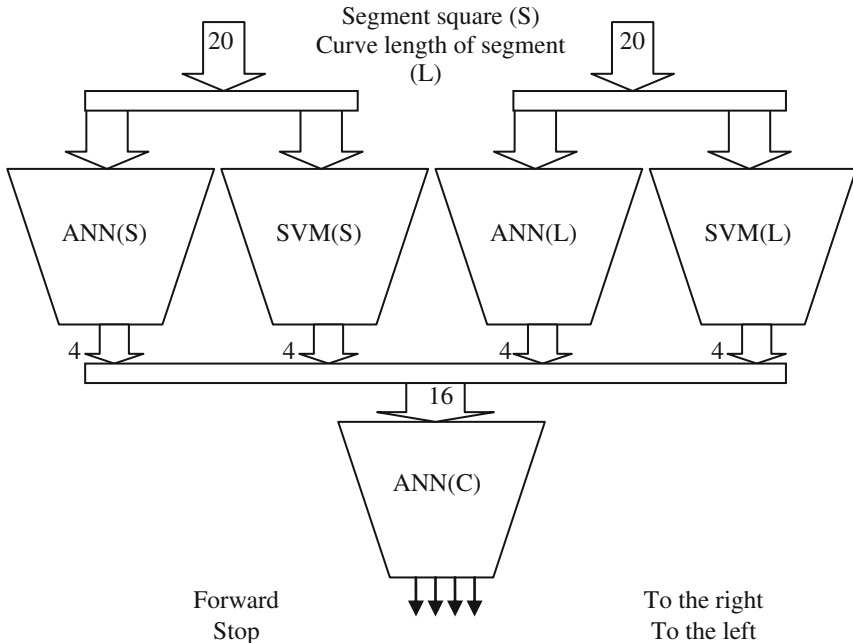 20
Segment square (S)
Curve length of segment
(L)
20
ANN(S)
SVM(S)
ANN(L)
SVM(L)
4
4
4
4
16
ANN(C)
Forward
Stop
To the right
To the left